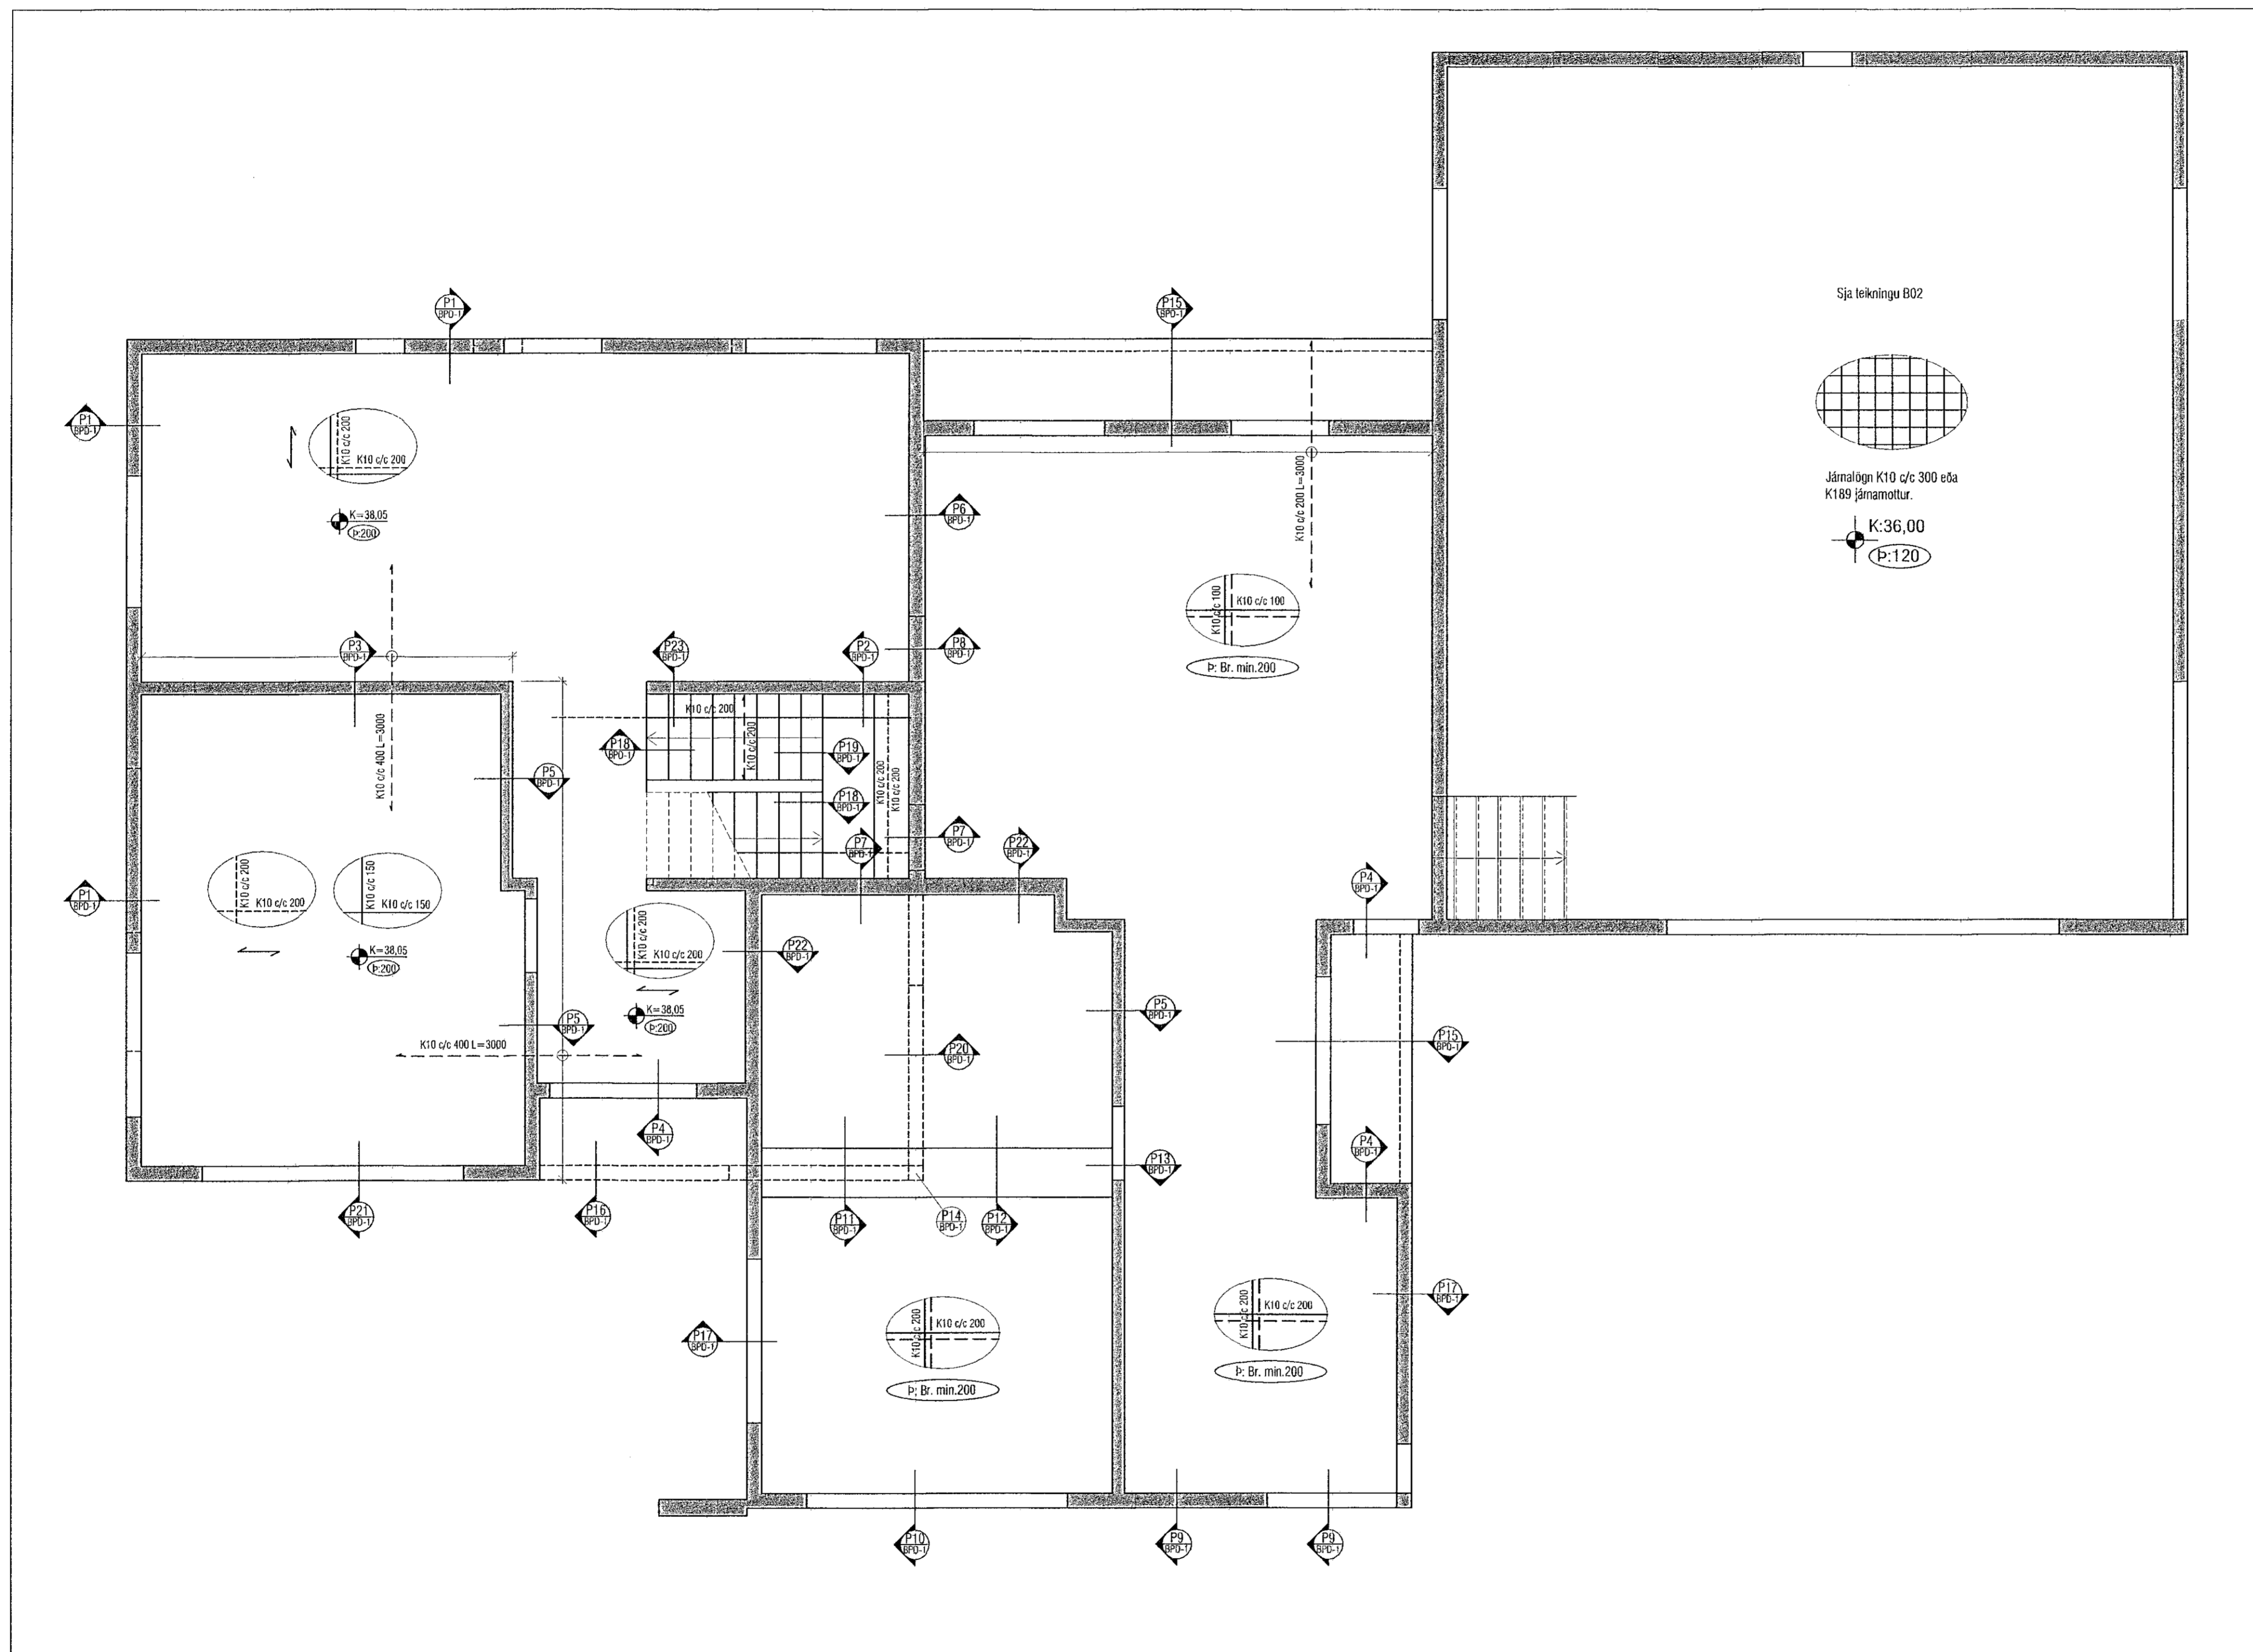 Sja teikningu B02
P1
BPD-1
P15
BPD-1
P1
BPD-1
K10 c/c 200
K10 c/c 200
K=38,05
Þ:200
P6
BPD-1
K10 c/c 200 L=3000
Járnalögn K10 c/c 300 eða
K189 járnamottur.
K:36,00
Þ:120
K10 c/c 100
K10 c/c 100
Þ: Br. min.200
P3
BPD-1
P23
BPD-1
P2
BPD-1
P8
BPD-1
K10 c/c 400 L=3000
K10 c/c 200
K10 c/c 200
P18
BPD-1
P19
BPD-1
K10 c/c 200
K10 c/c 200
P5
BPD-1
P18
BPD-1
P7
BPD-1
P7
BPD-1
P22
BPD-1
P1
BPD-1
K10 c/c 200
K10 c/c 200
K10 c/c 150
K10 c/c 150
K=38,05
Þ:200
P4
BPD-1
K10 c/c 200
K10 c/c 200
K=38,05
Þ:200
P22
BPD-1
P5
BPD-1
P5
BPD-1
K10 c/c 400 L=3000
P20
BPD-1
P15
BPD-1
P4
BPD-1
P4
BPD-1
P13
BPD-1
P21
BPD-1
P16
BPD-1
P11
BPD-1
P14
BPD-1
P12
BPD-1
P17
BPD-1
K10 c/c 200
K10 c/c 200
Þ: Br. min.200
P17
BPD-1
K10 c/c 200
K10 c/c 200
Þ; Br. min.200
P10
BPD-1
P9
BPD-1
P9
BPD-1